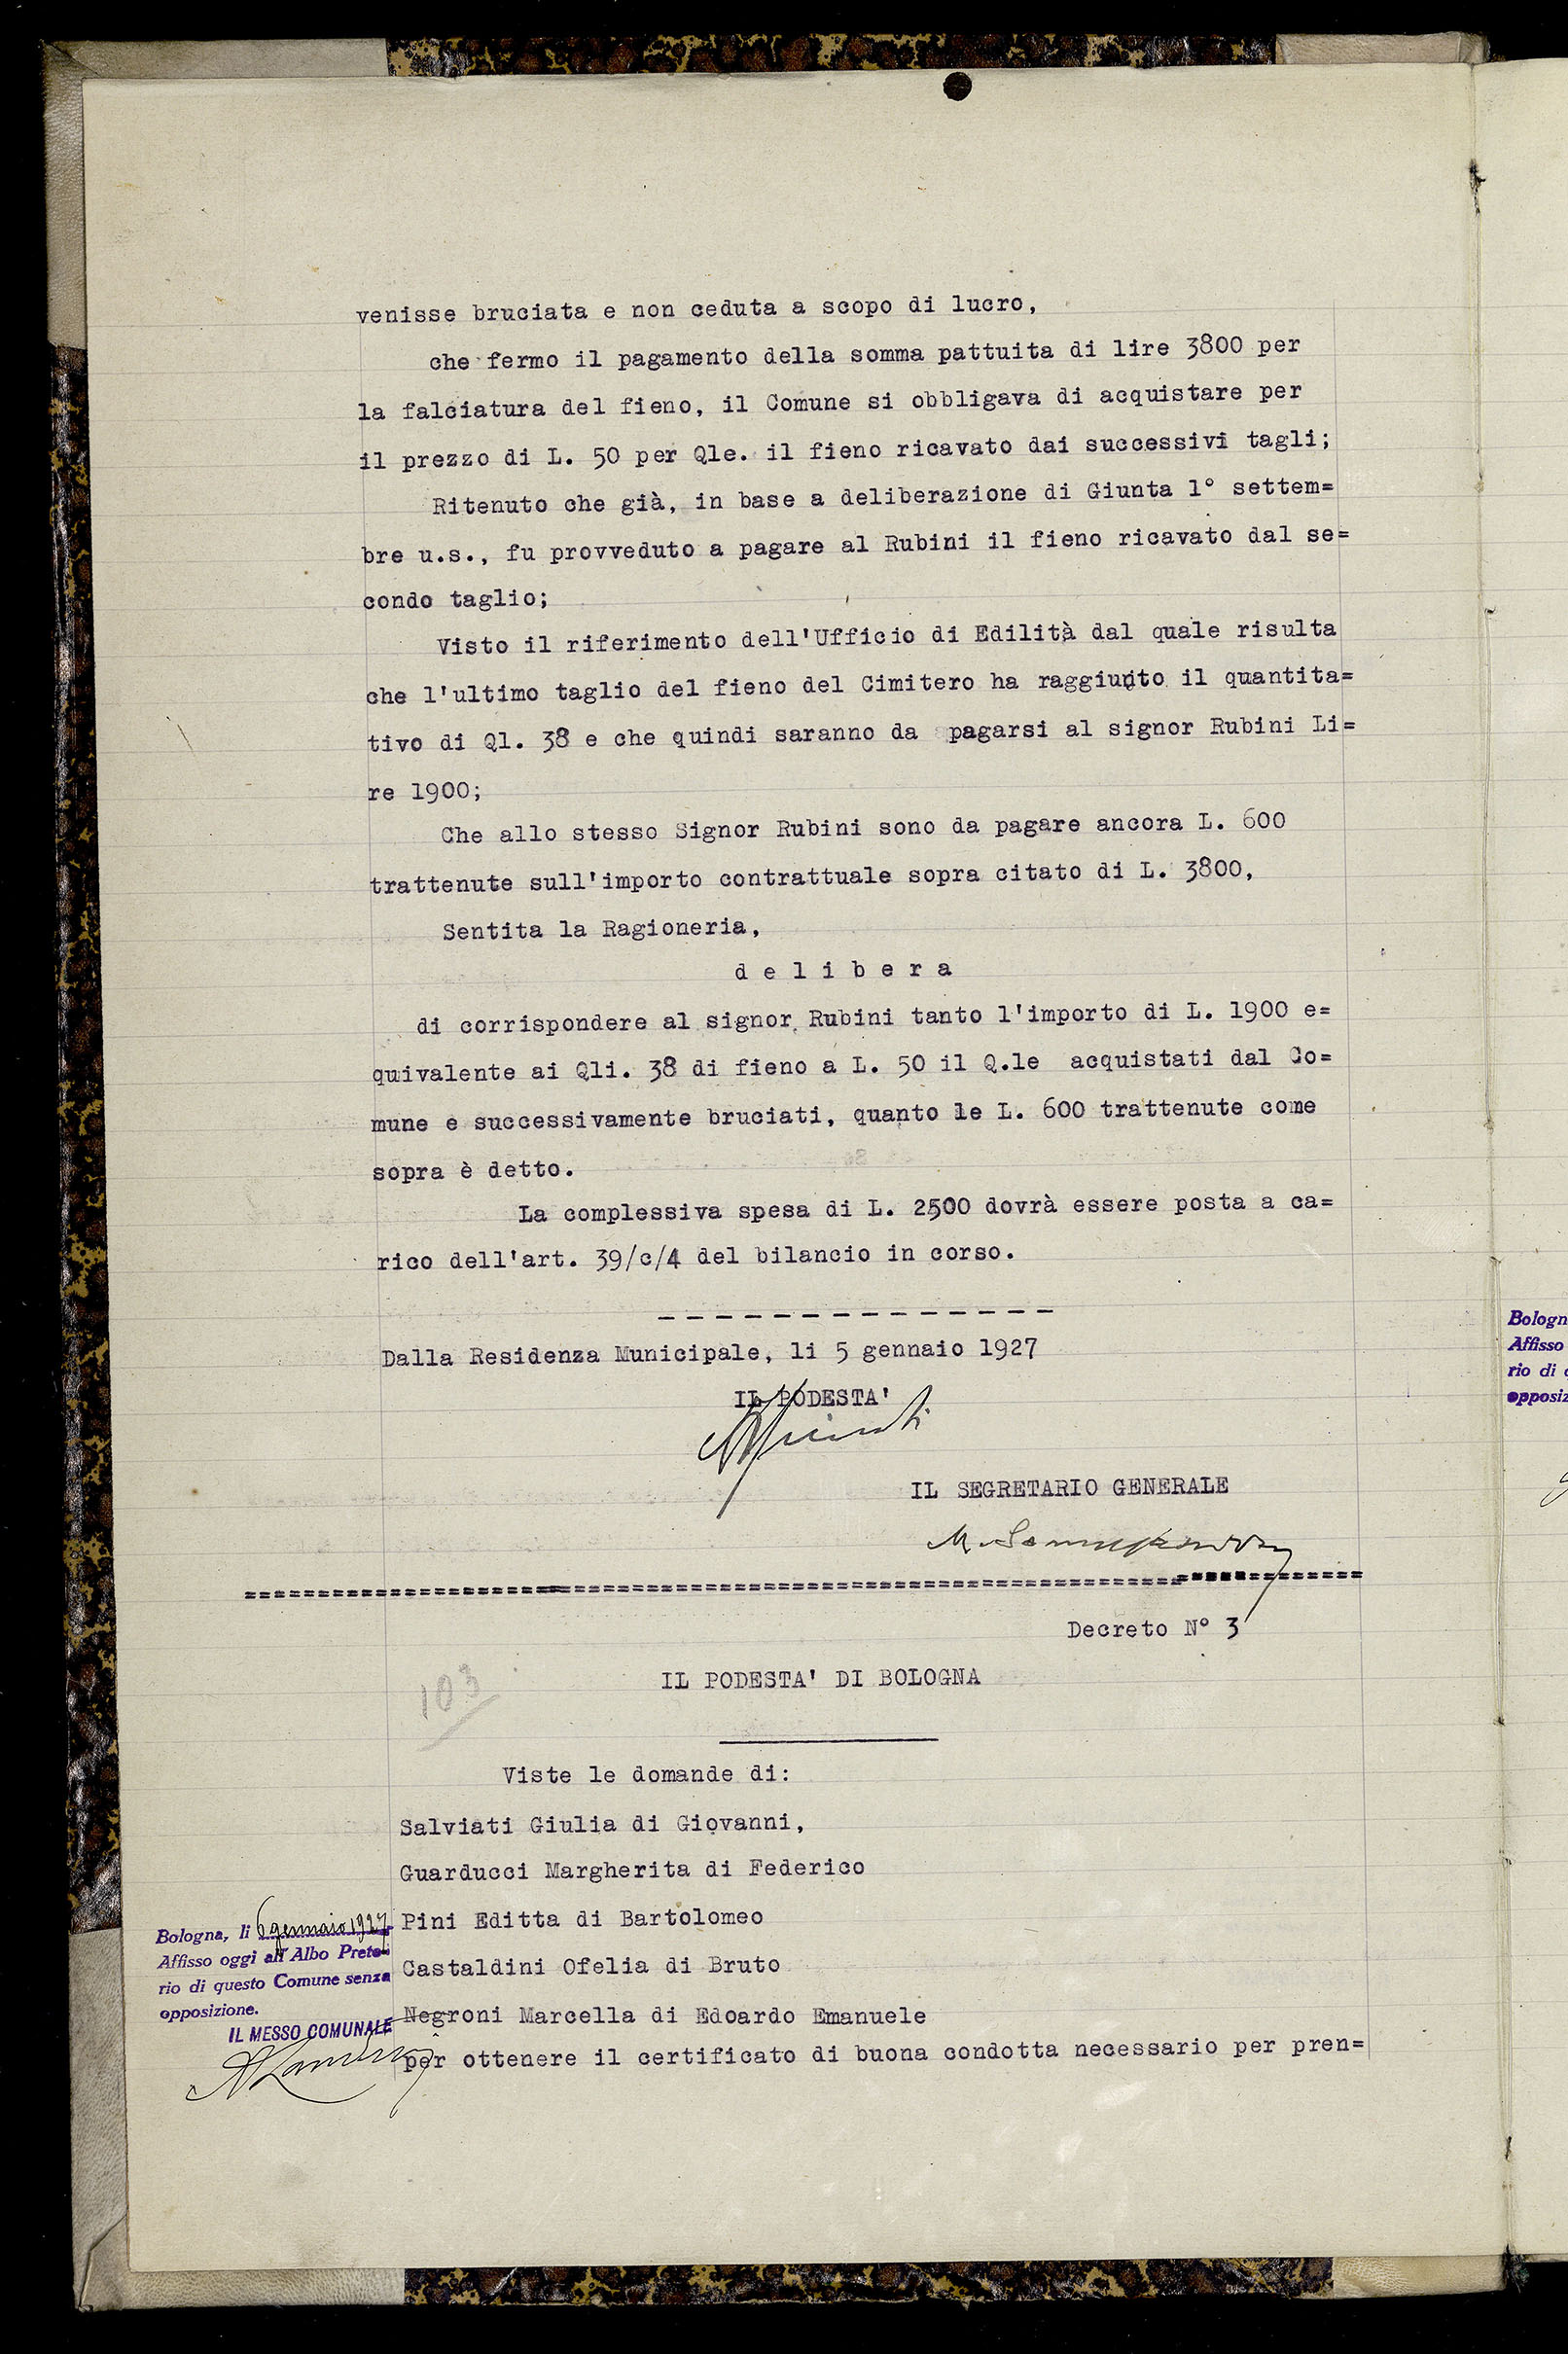 venisse bruciata e non ceduta a scopo di lucro,
che fermo il pagamento della somma pattuita di lire 3800 per
la falciatura del fieno, il Comune si obbligava di acquistare per
il prezzo di L. 50 per Qle. il fieno ricavato dai successivi tagli;
Ritenuto che già, in base a deliberazione di Giunta 1° settem=
bre u.s., fu provveduto a pagare al Rubini il fieno ricavato dal se=
condo taglio;
Visto il riferimento dell'Ufficio di Edilità dal quale risulta
che l'ultimo taglio del fieno del Cimitero ha raggiunto il quantita=
tivo di Ql. 38 e che quindi saranno da pagarsi al signor Rubini Li=
re 1900;
Che allo stesso Signor Rubini sono da pagare ancora L. 600
trattenute sull'importo contrattuale sopra citato di L. 3800,
Sentita la Ragioneria,
d e l i b e r a
di corrispondere al signor Rubini tanto l'importo di L. 1900 e=
quivalente ai Qli. 38 di fieno a L. 50 il Q.le acquistati dal Co=
mune e successivamente bruciati, quanto le L. 600 trattenute come
sopra è detto.
La complessiva spesa di L. 2500 dovrà essere posta a ca=
rico dell'art. 39/c/4 del bilancio in corso.
Dalla Residenza Municipale, li 5 gennaio 1927
IL PODESTA'
IL SEGRETARIO GENERALE
Decreto N° 3
103
IL PODESTA' DI BOLOGNA
Viste le domande di:
Salviati Giulia di Giovanni,
Guarducci Margherita di Federico
Pini Editta di Bartolomeo
Castaldini Ofelia di Bruto
Negroni Marcella di Edoardo Emanuele
per ottenere il certificato di buona condotta necessario per pren=
Bologna, li 6 gennaio 1927
Affisso oggi all'Albo Preto-
rio di questo Comune senza
opposizione.
IL MESSO COMUNALE
Bologn
Affisso
rio di
opposiz